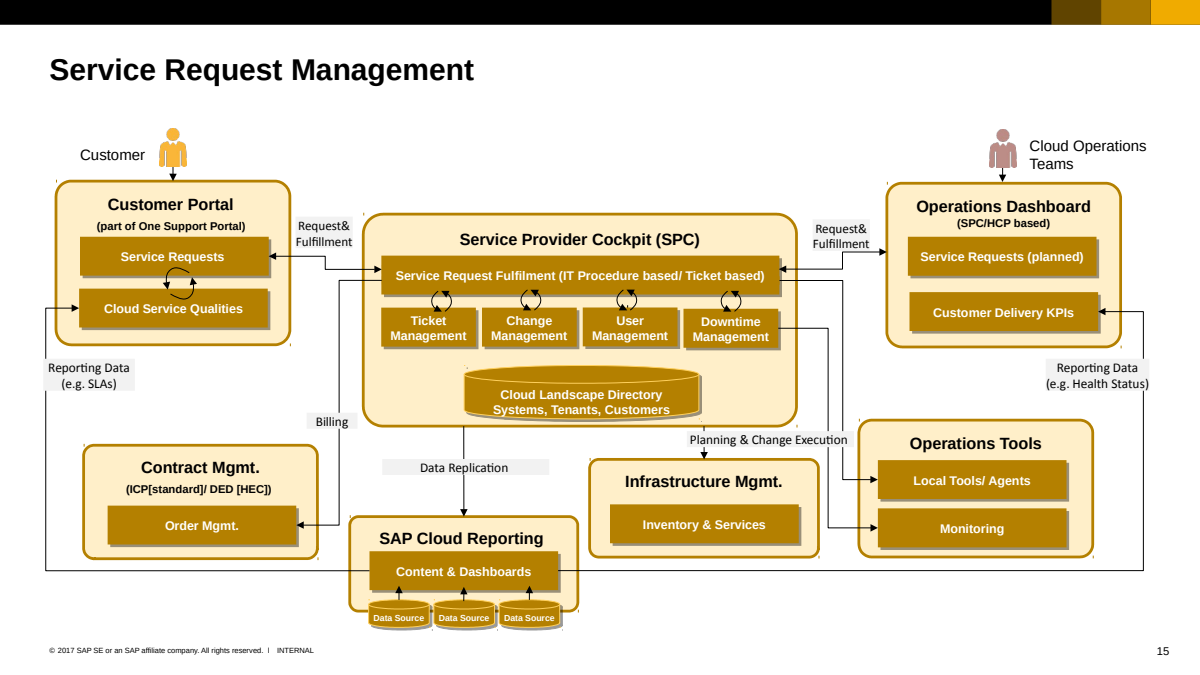 Service Request Management
Customer
Cloud Operations
Teams
Customer Portal
(part of One Support Portal)
Service Requests
Cloud Service Qualities
Request&
Fulfillment
Service Provider Cockpit (SPC)
Service Request Fulfilment (IT Procedure based/ Ticket based)
Ticket
Management
Change
Management
User
Management
Downtime
Management
Cloud Landscape Directory
Systems, Tenants, Customers
Request&
Fulfillment
Operations Dashboard
(SPC/HCP based)
Service Requests (planned)
Customer Delivery KPIs
Reporting Data
(e.g. SLAs)
Reporting Data
(e.g. Health Status)
Billing
Data Replication
Planning & Change Execution
Contract Mgmt.
(ICP[standard]/ DED [HEC])
Order Mgmt.
SAP Cloud Reporting
Content & Dashboards
Data Source
Data Source
Data Source
Infrastructure Mgmt.
Inventory & Services
Operations Tools
Local Tools/ Agents
Monitoring
© 2017 SAP SE or an SAP affiliate company. All rights reserved. | INTERNAL
15